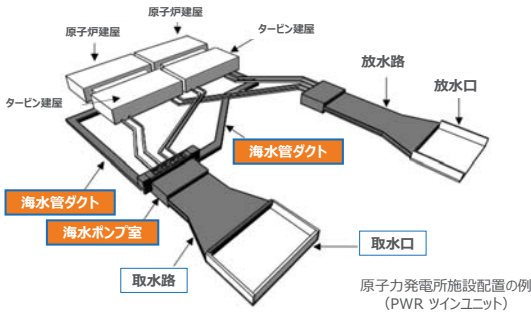 原子炉建屋
原子炉建屋
タービン建屋
タービン建屋
放水路
放水口
海水管ダクト
海水管ダクト
海水ポンプ室
取水路
取水口
原子力発電所施設配置の例
(PWR ツインユニット)